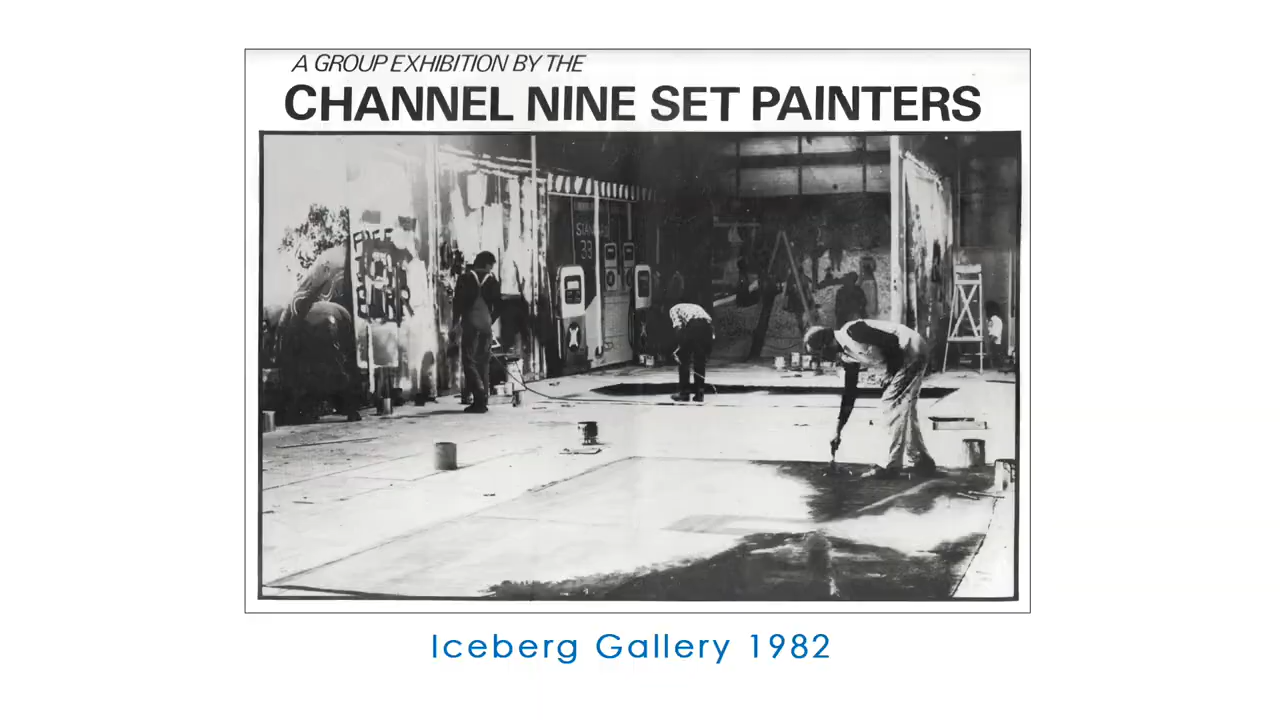 A GROUP EXHIBITION BY THE
CHANNEL NINE SET PAINTERS
Iceberg Gallery 1982